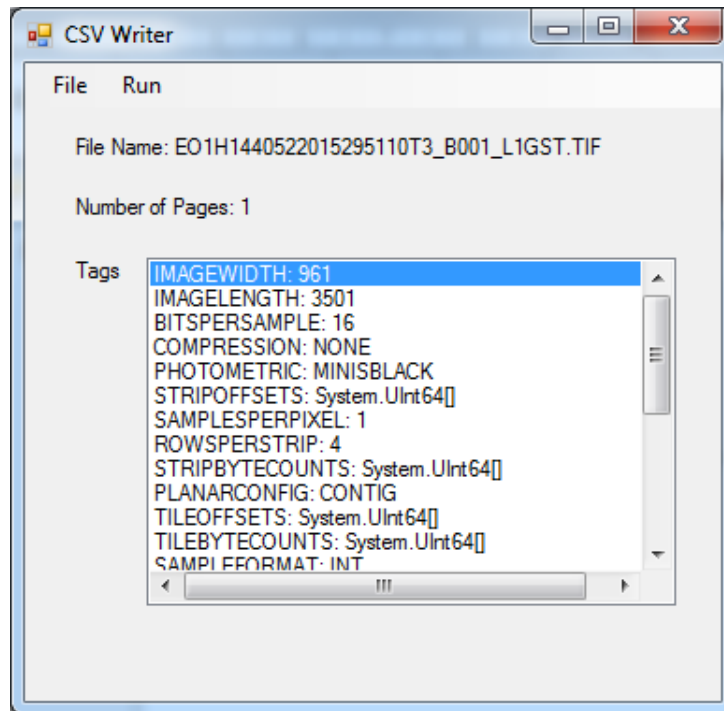 CSV Writer
File Run
File Name: EO1H1440522015295110T3_B001_L1GST.TIF
Number of Pages: 1
Tags
IMAGEWIDTH: 961
IMAGELENGTH: 3501
BITSPERSAMPLE: 16
COMPRESSION: NONE
PHOTOMETRIC: MINISBLACK
STRIPOFFSETS: System.UInt64[]
SAMPLESPERPIXEL: 1
ROWSPERSTRIP: 4
STRIPBYTECOUNTS: System.UInt64[]
PLANARCONFIG: CONTIG
TILEOFFSETS: System.UInt64[]
TILEBYTECOUNTS: System.UInt64[]
SAMPLEFORMAT: INT